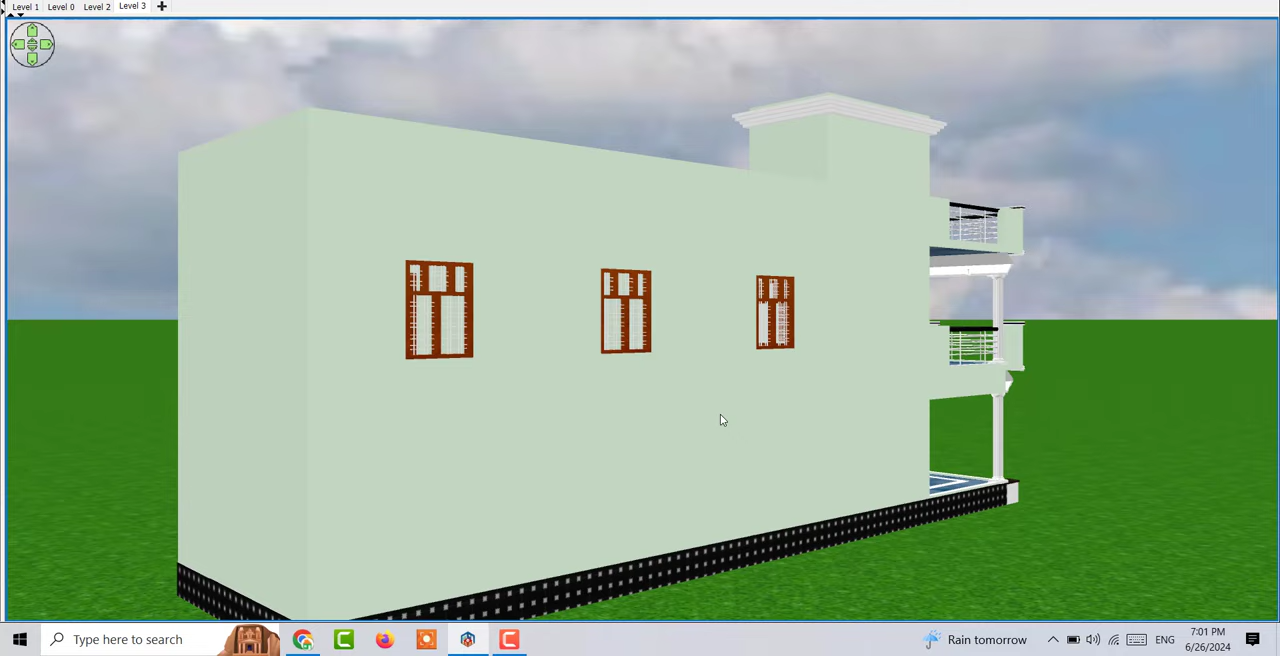 Level 1 Level 0 Level 2 Level 3
Type here to search
Rain tomorrow
ENG
7:01 PM
6/26/2024